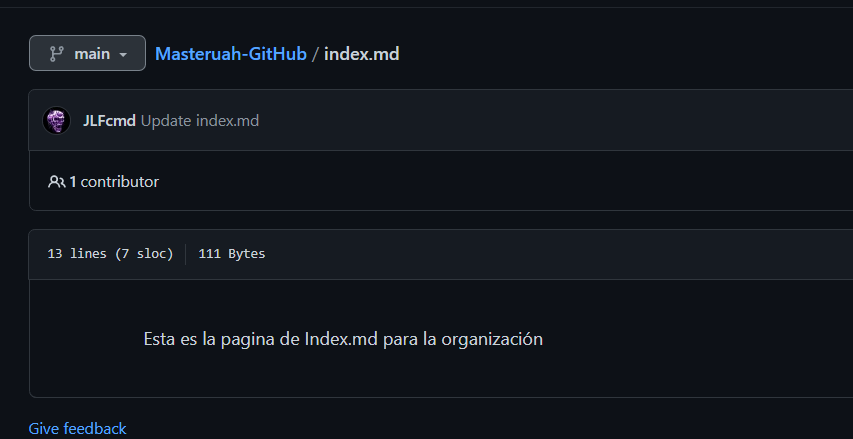 main Masteruah-GitHub / index.md
JLFcmd Update index.md
1 contributor
13 lines (7 sloc) 111 Bytes
Esta es la pagina de Index.md para la organización
Give feedback